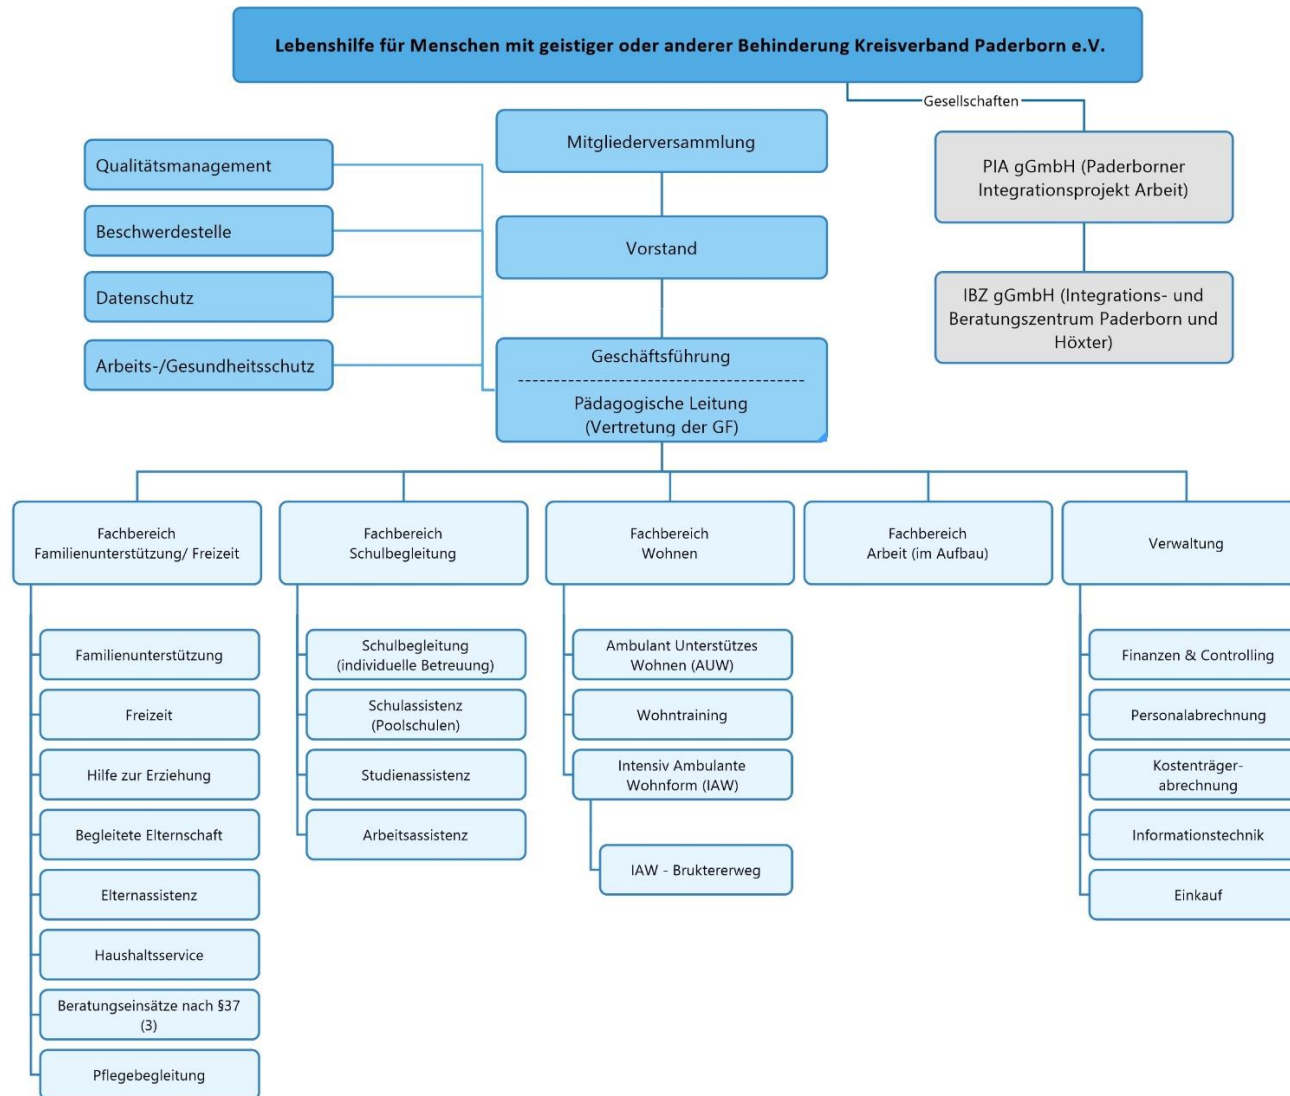 Lebenshilfe für Menschen mit geistiger oder anderer Behinderung Kreisverband Paderborn e.V.
Gesellschaften
Mitgliederversammlung
Vorstand
Geschäftsführung
Pädagogische Leitung
(Vertretung der GF)
Qualitätsmanagement
Beschwerdestelle
Datenschutz
Arbeits-/Gesundheitsschutz
PIA gGmbH (Paderborner
Integrationsprojekt Arbeit)
IBZ gGmbH (Integrations- und
Beratungszentrum Paderborn und
Höxter)
Fachbereich
Familienunterstützung/ Freizeit
Familienunterstützung
Freizeit
Hilfe zur Erziehung
Begleitete Elternschaft
Elternassistenz
Haushaltsservice
Beratungseinsätze nach §37
(3)
Pflegebegleitung
Fachbereich
Schulbegleitung
Schulbegleitung
(individuelle Betreuung)
Schulassistenz
(Poolschulen)
Studienassistenz
Arbeitsassistenz
Fachbereich
Wohnen
Ambulant Unterstützes
Wohnen (AUW)
Wohntraining
Intensiv Ambulante
Wohnform (IAW)
IAW - Bruktererweg
Fachbereich
Arbeit (im Aufbau)
Verwaltung
Finanzen & Controlling
Personalabrechnung
Kostenträger-
abrechnung
Informationstechnik
Einkauf